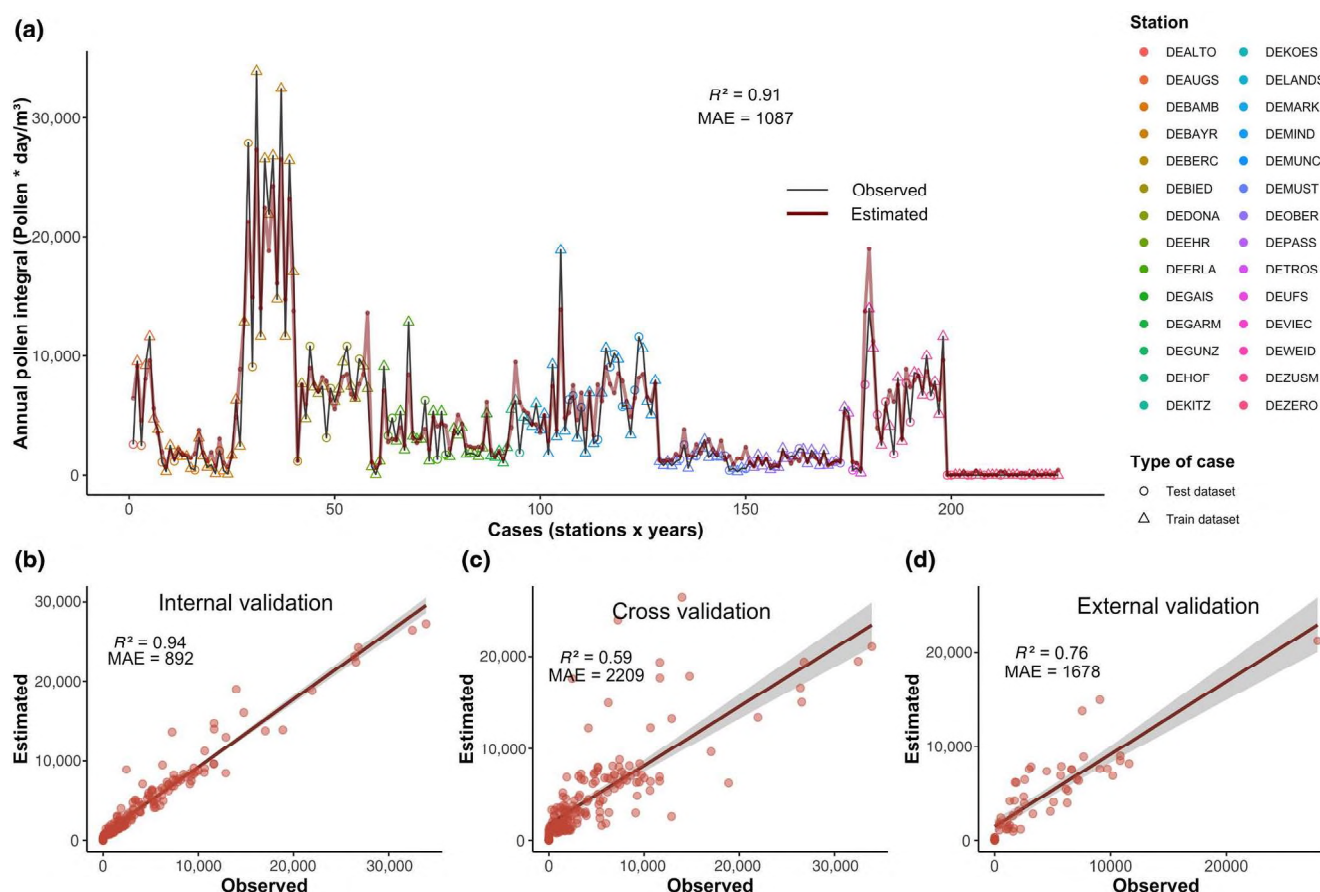 (a)
Annual pollen integral (Pollen * day/m³)
30,000
20,000
10,000
0
R² = 0.91
MAE = 1087
Observed
Estimated
0
50
100
150
200
Cases (stations x years)
Station
DEALTO
DEAUGS
DEBAMB
DEBAYR
DEBERC
DEBIED
DEDONA
DEEHR
DEERLA
DEGAIS
DEGARM
DEGUNZ
DEHOF
DEKITZ
DEKOES
DELANDS
DEMARK
DEMIND
DEMUNC
DEMUST
DEOBER
DEPASS
DETROS
DEUFS
DEVIEC
DEWEID
DEZUSM
DEZERO
Type of case
Test dataset
Train dataset
(b)
Internal validation
R² = 0.94
MAE = 892
Estimated
30,000
20,000
10,000
0
0
10,000
20,000
30,000
Observed
(c)
Cross validation
R² = 0.59
MAE = 2209
Estimated
20,000
10,000
0
0
10,000
20,000
30,000
Observed
(d)
External validation
R² = 0.76
MAE = 1678
Estimated
20,000
10,000
0
0
10000
20000
Observed